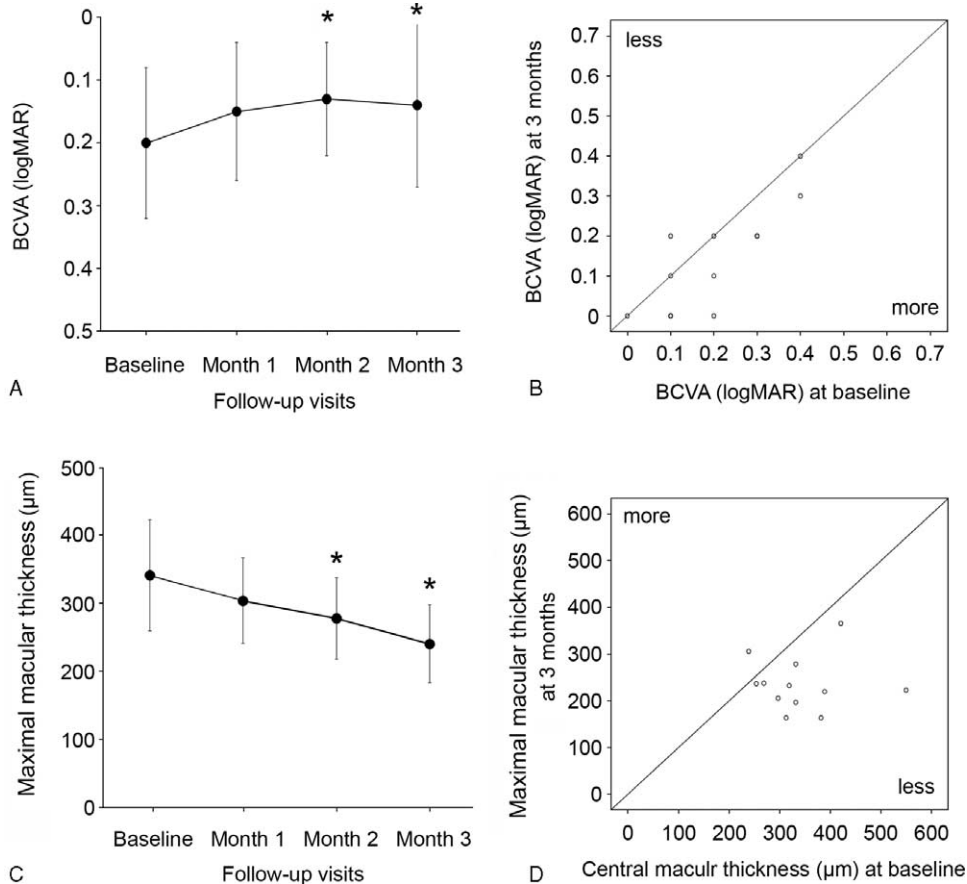 0
0.1
0.2
0.3
0.5
BCVA (logMAR)
*
*
Baseline Month 1 Month 2 Month 3
Follow-up visits
A
0.7
0.6
0.5
0.4
0.3
0.2
0.1
0
BCVA (logMAR) at 3 months
less
more
0 0.1 0.2 0.3 0.4 0.5 0.6 0.7
BCVA (logMAR) at baseline
B
500
400
300
200
100
0
Maximal macular thickness (µm)
*
*
Baseline Month 1 Month 2 Month 3
Follow-up visits
C
600
500
400
300
200
100
0
Maximal macular thickness (µm)
at 3 months
more
less
0 100 200 300 400 500 600
Central maculr thickness (µm) at baseline
D